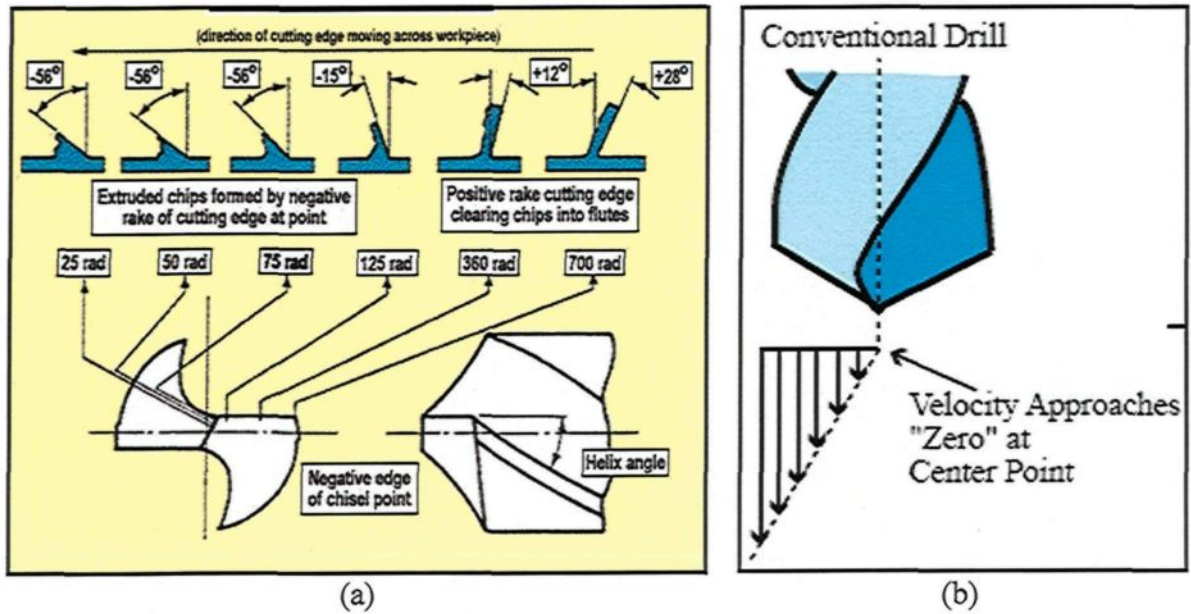 (direction of cutting edge moving across workpiece)
-56°
-56°
-56°
-15°
+12°
+28°
Extruded chips formed by negative
rake of cutting edge at point
Positive rake cutting edge
clearing chips into flutes
25 rad
50 rad
75 rad
125 rad
360 rad
700 rad
Helix angle
Negative edge
of chisel point
(a)
Conventional Drill
Velocity Approaches
"Zero" at
Center Point
(b)